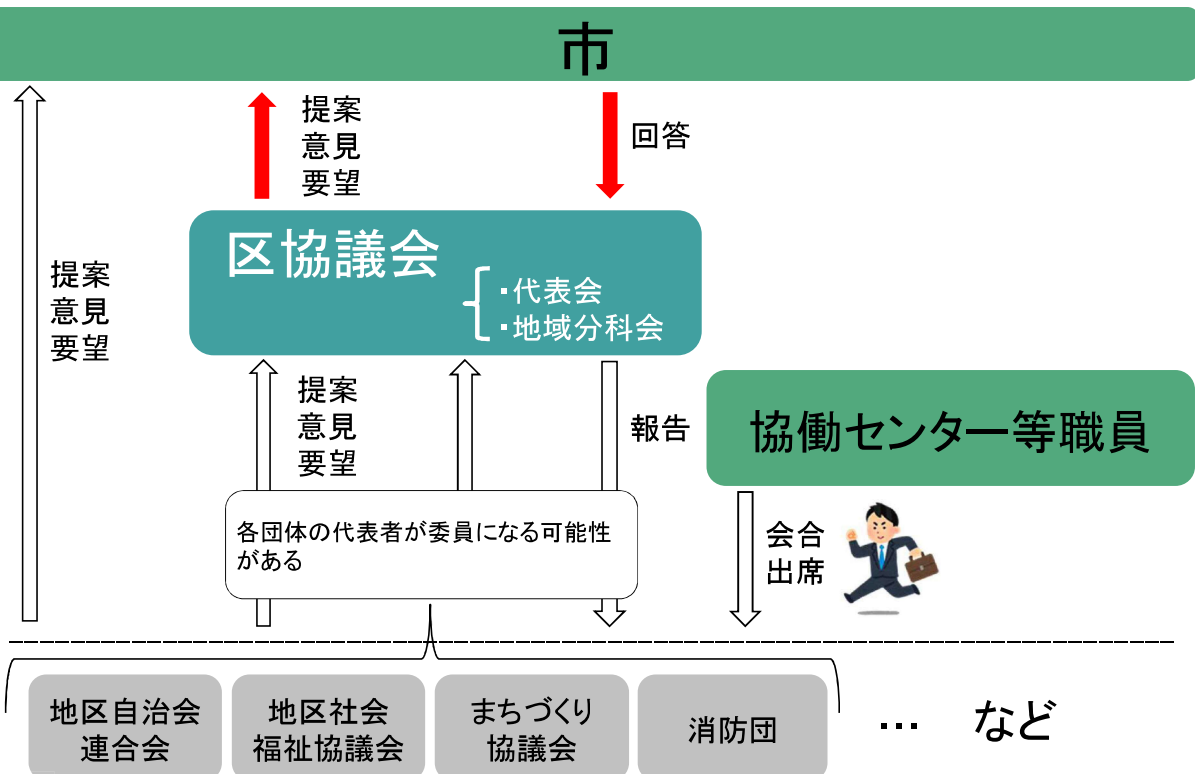 市
提案
意見
要望
回答
区協議会
・代表会
・地域分科会
提案
意見
要望
提案
意見
要望
報告
協働センター等職員
各団体の代表者が委員になる可能性
がある
会合
出席
地区自治会
連合会
地区社会
福祉協議会
まちづくり
協議会
消防団
… など